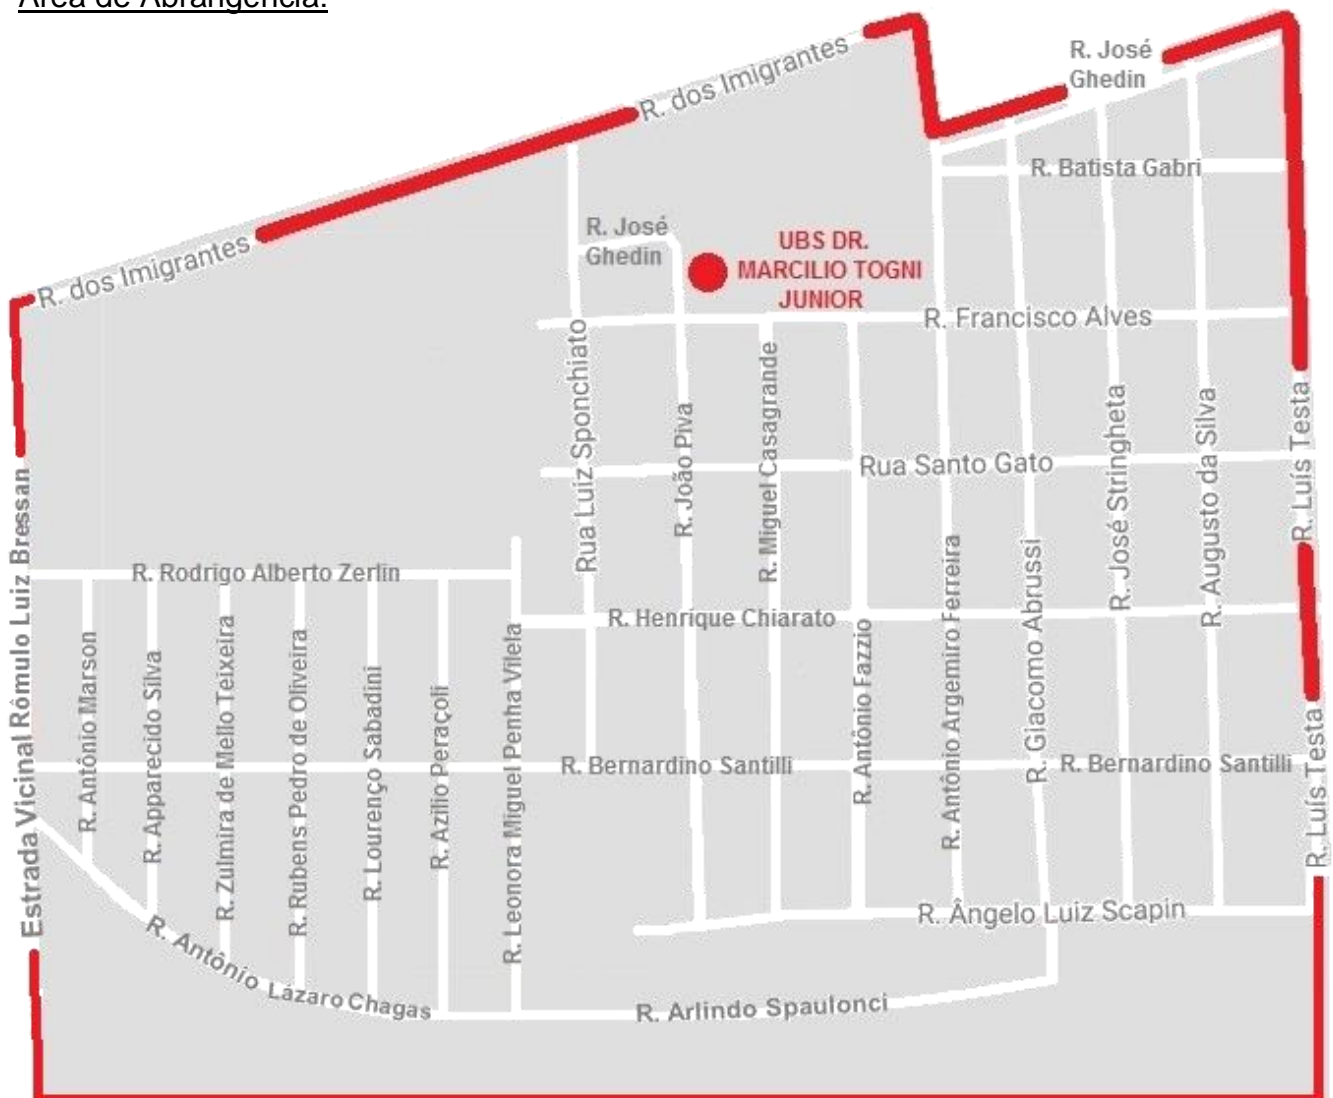 Área de Abrangência:
R. dos Imigrantes
R. José
Ghedin
R. Batista Gabri
R. dos Imigrantes
R. José
Ghedin
UBS DR.
MARCILIO TOGNI
JUNIOR
R. Francisco Alves
Rua Luiz Sponchiato
R. João Piva
R. Miguel Casagrande
Rua Santo Gato
R. José Stringheta
R. Augusto da Silva
R. Luís Testa
Estrada Vicinal Rômulo Luiz Bressan
R. Rodrigo Alberto Zerlin
R. Henrique Chiarato
R. Antônio Marson
R. Apparecido Silva
R. Zulmira de Mello Teixeira
R. Rubens Pedro de Oliveira
R. Lourenço Sabadini
R. Azílio Peraçoli
R. Leonora Miguel Penha Vilela
R. Antônio Fazzio
R. Antônio Argemiro Ferreira
R. Giacomo Abrussi
R. Bernardino Santilli
R. Bernardino Santilli
R. Luís Testa
R. Ângelo Luiz Scapin
R. Antônio Lázaro Chagas
R. Arlindo Spaulonci